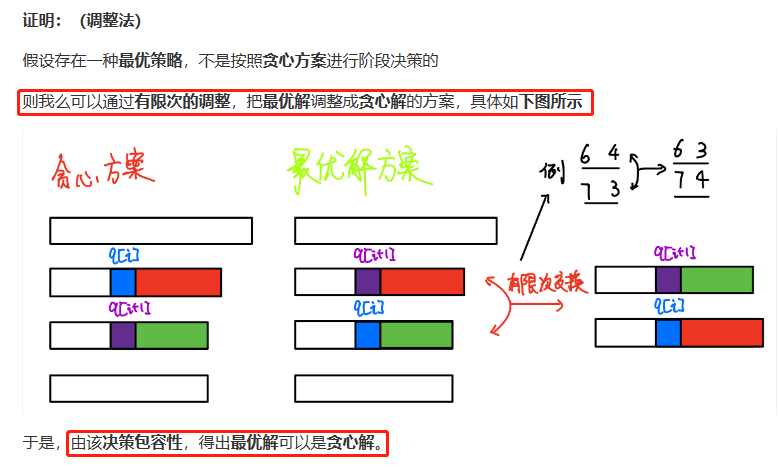 证明：（调整法）
假设存在一种最优策略，不是按照贪心方案进行阶段决策的
则我么可以通过有限次的调整，把最优解调整成贪心解的方案，具体如下图所示
贪心方案
最优解方案
例
6 4
7 3
6 3
7 4
q[i]
q[i+1]
q[i+1]
q[i]
有限次交换
q[i+1]
q[i]
于是，由该决策包容性，得出最优解可以是贪心解。